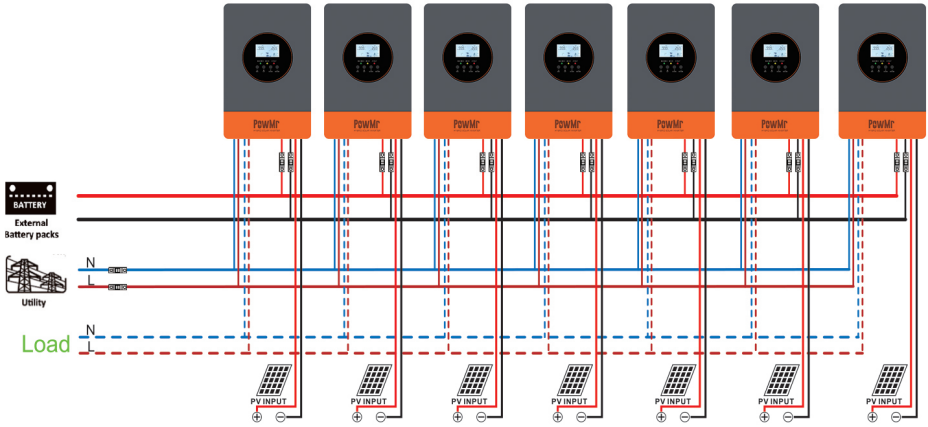 PowMr PowMr PowMr PowMr PowMr PowMr PowMr
BATTERY
External
Battery packs
N
L
Utility
N
Load
L
PV INPUT PV INPUT PV INPUT PV INPUT PV INPUT PV INPUT PV INPUT
+ − + − + − + − + − + − + −